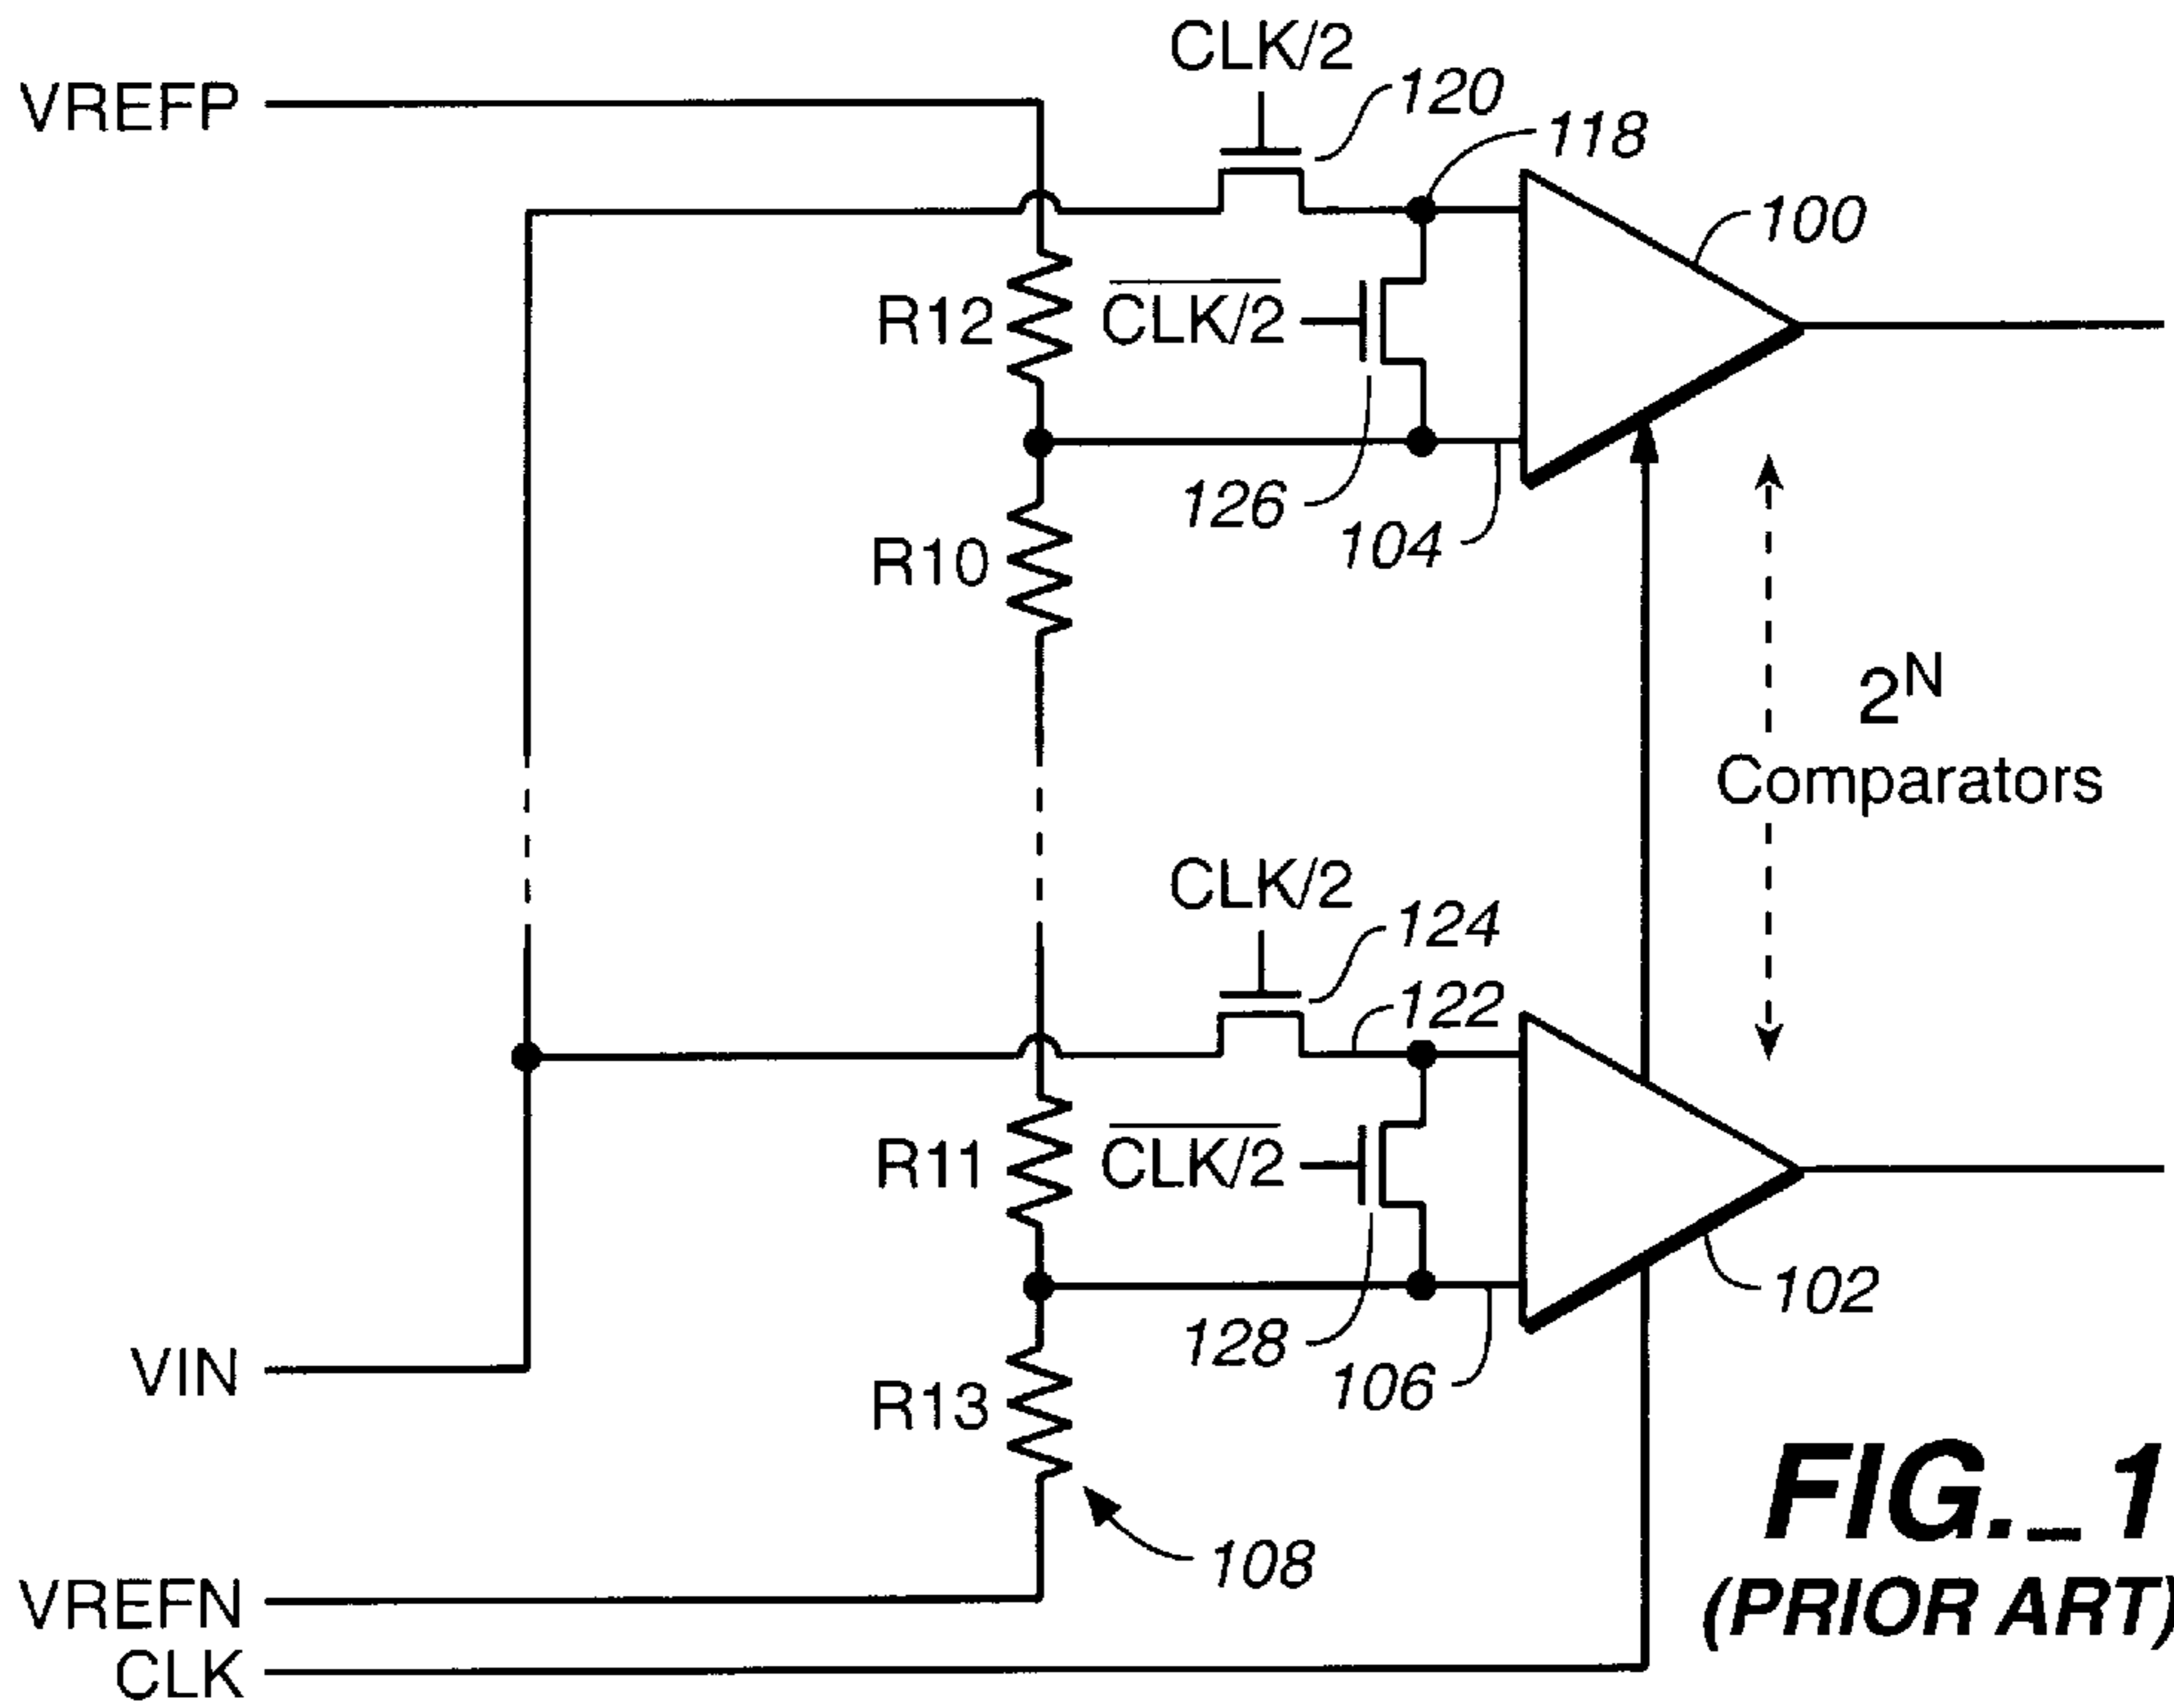 CLK/2
120
VREFP
118
100
R12
CLK/2
126
104
R10
2^N
Comparators
CLK/2
124
122
R11
CLK/2
102
128
106
VIN
R13
108
FIG._1
(PRIOR ART)
VREFN
CLK